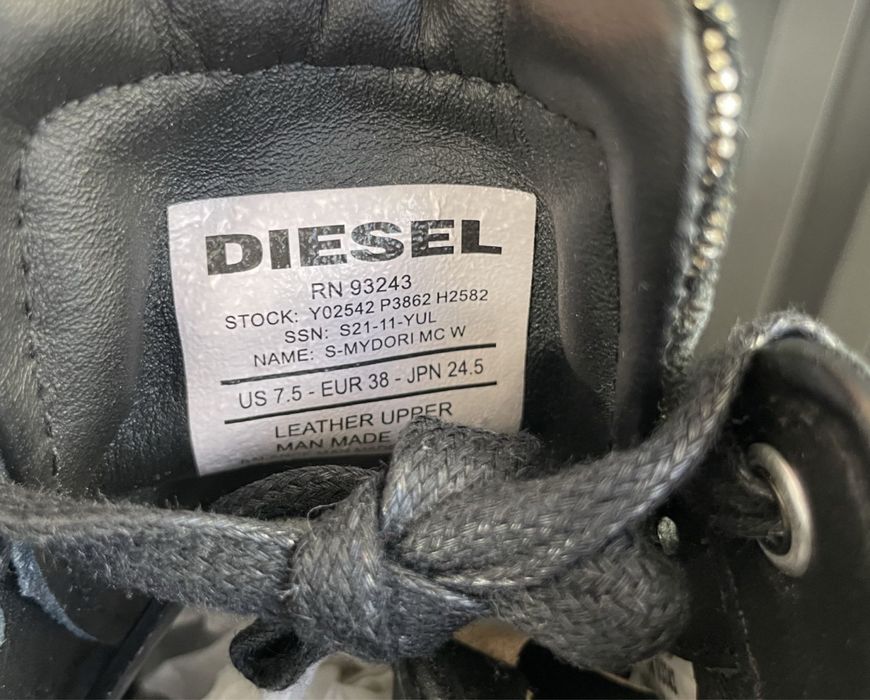 DIESEL
RN 93243
STOCK: Y02542 P3862 H2582
SSN: S21-11-YUL
NAME: S-MYDORI MC W
US 7.5 - EUR 38 - JPN 24.5
LEATHER UPPER
MAN MADE